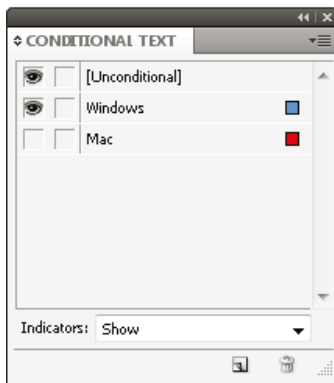 CONDITIONAL TEXT
[Unconditional]
Windows
Mac
Indicators: Show